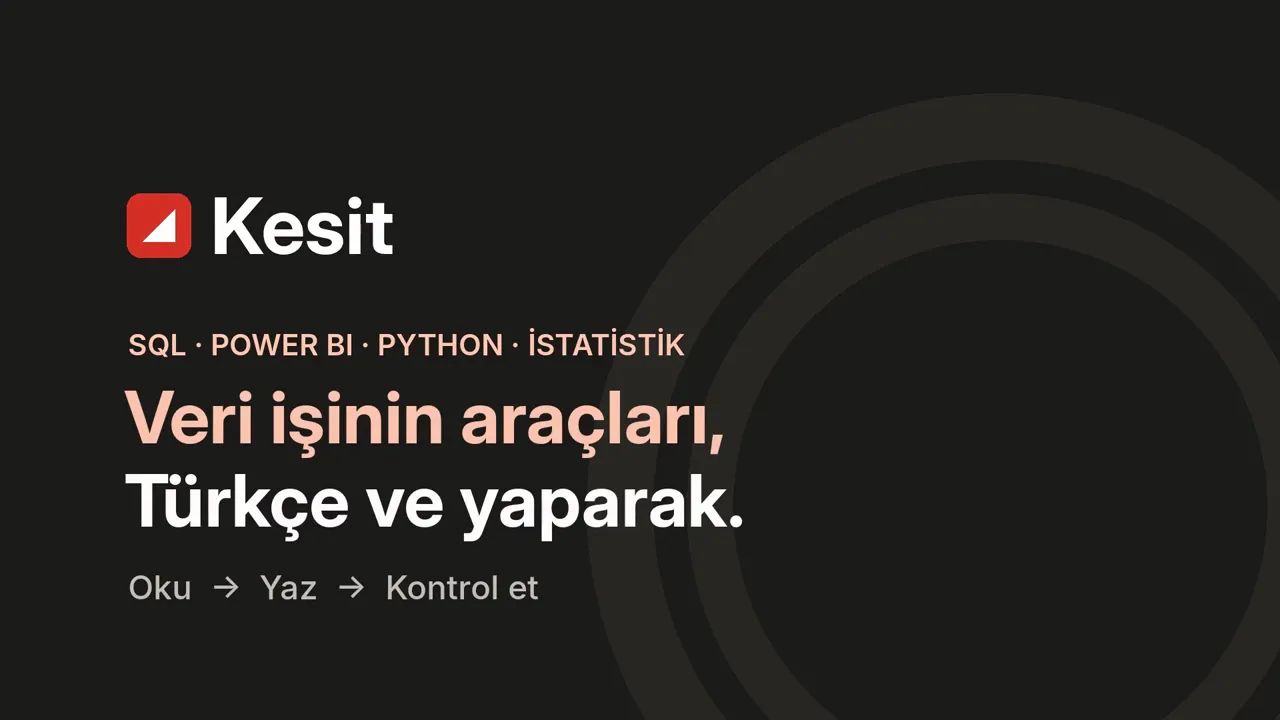 Kesit
SQL · POWER BI · PYTHON · İSTATİSTİK
Veri işinin araçları,
Türkçe ve yaparak.
Oku → Yaz → Kontrol et